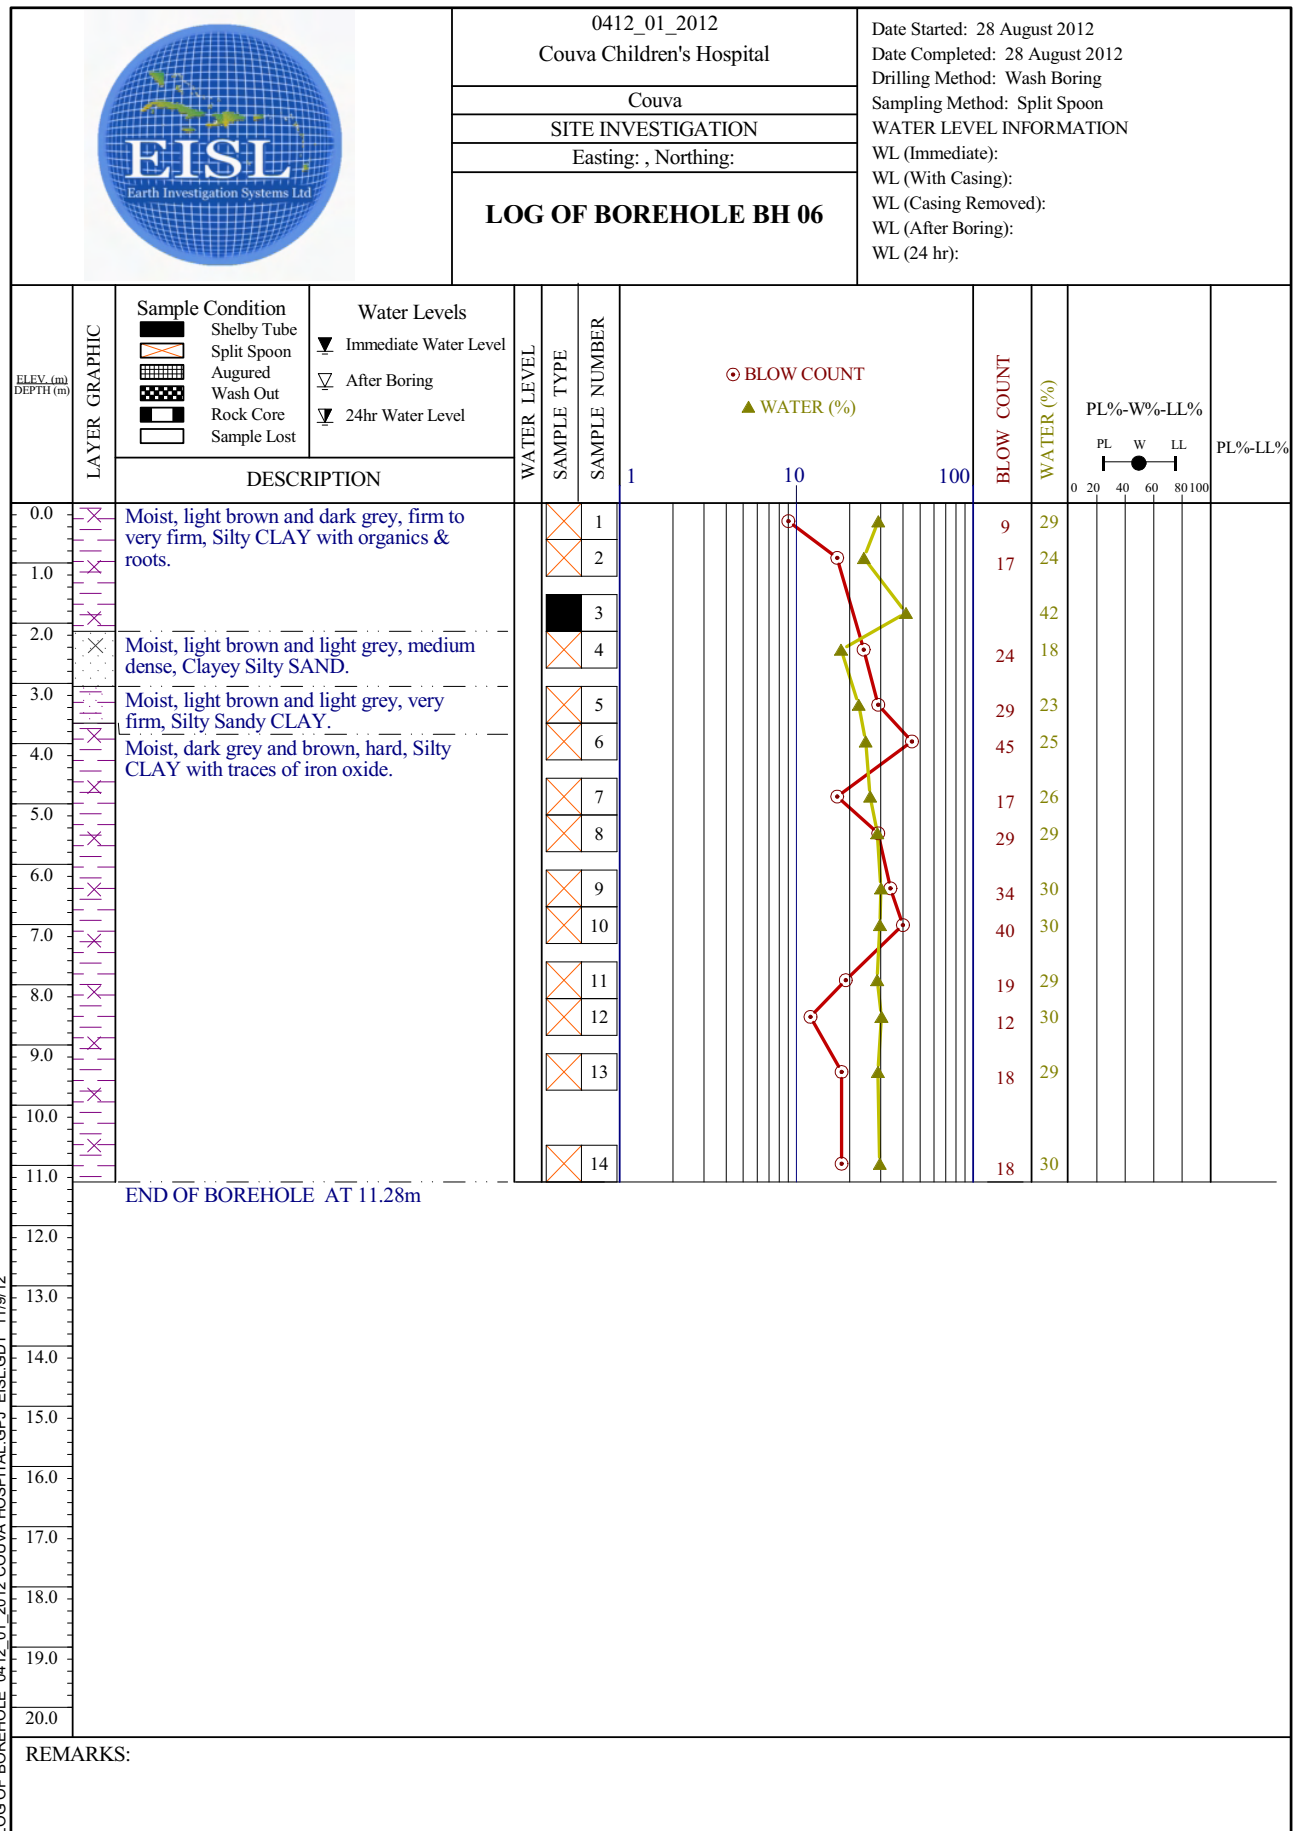 EISL
Earth Investigation Systems Ltd
0412_01_2012
Couva Children's Hospital
Couva
SITE INVESTIGATION
Easting: , Northing:
LOG OF BOREHOLE BH 06
Date Started: 28 August 2012
Date Completed: 28 August 2012
Drilling Method: Wash Boring
Sampling Method: Split Spoon
WATER LEVEL INFORMATION
WL (Immediate):
WL (With Casing):
WL (Casing Removed):
WL (After Boring):
WL (24 hr):
ELEV. (m)
DEPTH (m)
LAYER GRAPHIC
Sample Condition
Shelby Tube
Split Spoon
Augured
Wash Out
Rock Core
Sample Lost
Water Levels
Immediate Water Level
After Boring
24hr Water Level
DESCRIPTION
WATER LEVEL
SAMPLE TYPE
SAMPLE NUMBER
BLOW COUNT
WATER (%)
1 10 100
BLOW COUNT
WATER (%)
PL%-W%-LL%
PL W LL
0 20 40 60 80 100
PL%-LL%
0.0
Moist, light brown and dark grey, firm to
very firm, Silty CLAY with organics &
roots.
1 9 29
2 17 24
1.0
3 42
2.0
Moist, light brown and light grey, medium
dense, Clayey Silty SAND.
4 24 18
3.0
Moist, light brown and light grey, very
firm, Silty Sandy CLAY.
5 29 23
4.0
Moist, dark grey and brown, hard, Silty
CLAY with traces of iron oxide.
6 45 25
7 17 26
5.0
8 29 29
6.0
9 34 30
10 40 30
7.0
11 19 29
8.0
12 12 30
9.0
13 18 29
10.0
14 18 30
11.0
END OF BOREHOLE AT 11.28m
12.0
13.0
14.0
15.0
16.0
17.0
18.0
19.0
20.0
REMARKS:
LOG OF BOREHOLE 0412_01_2012 COUVA HOSPITAL.GPJ EISL.GDT 11/9/12